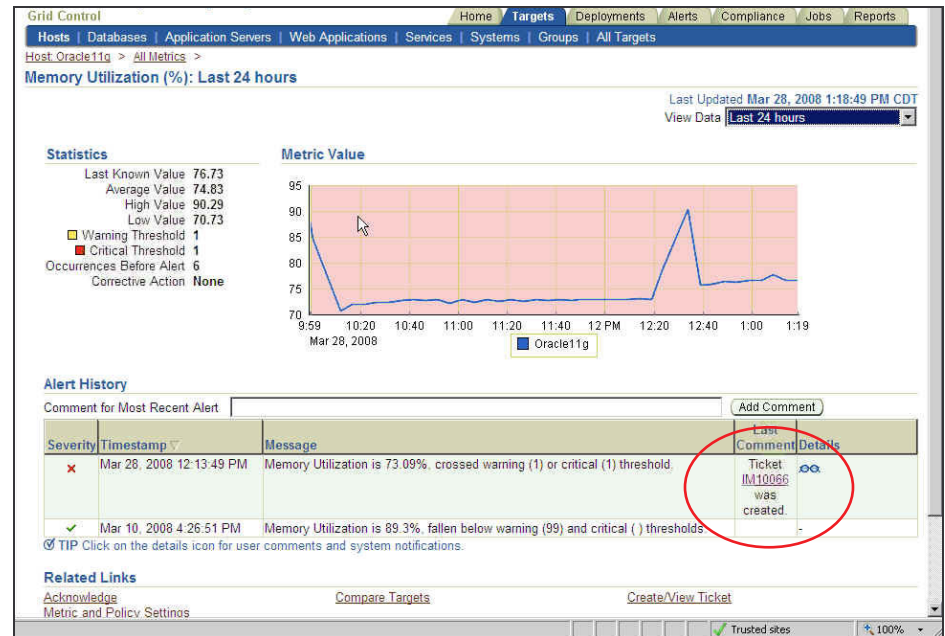 Grid Control
Home Targets Deployments Alerts Compliance Jobs Reports
Hosts | Databases | Application Servers | Web Applications | Services | Systems | Groups | All Targets
Host: Oracle11g > All Metrics >
Memory Utilization (%): Last 24 hours
Last Updated Mar 28, 2008 1:18:49 PM CDT
View Data Last 24 hours
Statistics
Last Known Value 76.73
Average Value 74.83
High Value 90.29
Low Value 70.73
Warning Threshold 1
Critical Threshold 1
Occurrences Before Alert 6
Corrective Action None
Metric Value
95
90
85
80
75
70
9:59 10:20 10:40 11:00 11:20 11:40 12 PM 12:20 12:40 1:00 1:19
Mar 28, 2008
Oracle11g
Alert History
Comment for Most Recent Alert Add Comment
Severity Timestamp Message Last Comment Details
Mar 28, 2008 12:13:49 PM Memory Utilization is 73.09%, crossed warning (1) or critical (1) threshold. Ticket IM10066 was created.
Mar 10, 2008 4:26:51 PM Memory Utilization is 89.3%, fallen below warning (99) and critical ( ) thresholds -
TIP Click on the details icon for user comments and system notifications.
Related Links
Acknowledge Compare Targets Create/View Ticket
Metric and Policy Settings
Trusted sites 100%